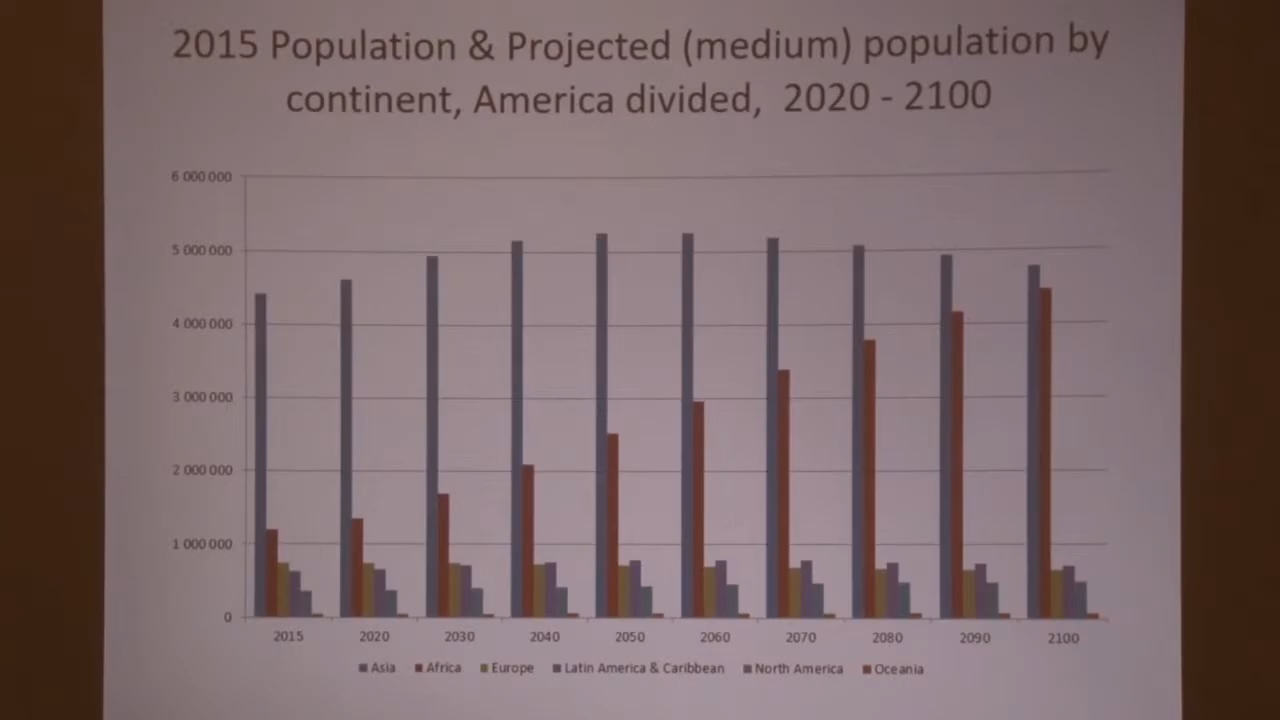 2015 Population & Projected (medium) population by
continent, America divided, 2020 - 2100
6 000 000
5 000 000
4 000 000
3 000 000
2 000 000
1 000 000
0
2015 2020 2030 2040 2050 2060 2070 2080 2090 2100
Asia Africa Europe Latin America & Caribbean North America Oceania